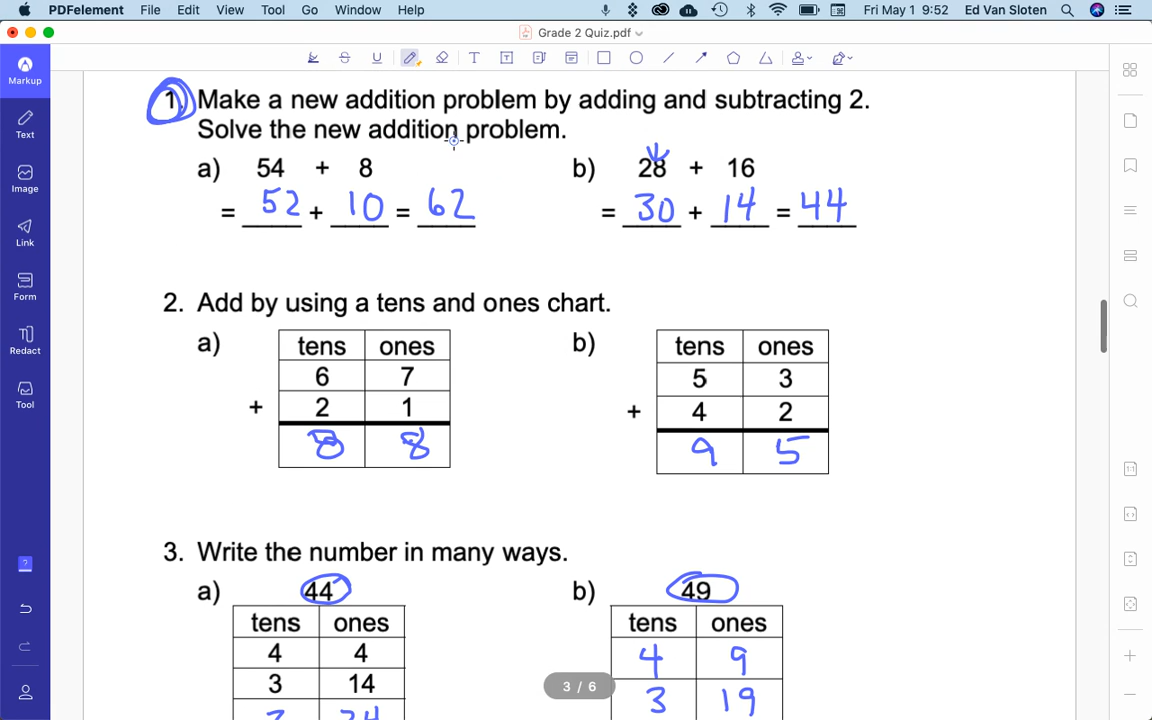 PDFelement File Edit View Tool Go Window Help Fri May 1 9:52 Ed Van Sloten
Grade 2 Quiz.pdf
Markup
Text
Image
Link
Form
Redact
Tool
1. Make a new addition problem by adding and subtracting 2.
Solve the new addition problem.
a) 54 + 8
= 52 + 10 = 62
b) 28 + 16
= 30 + 14 = 44
2. Add by using a tens and ones chart.
a)
tens ones
6 7
+ 2 1
8 8
b)
tens ones
5 3
+ 4 2
9 5
3. Write the number in many ways.
a) 44
tens ones
4 4
3 14
24
b) 49
tens ones
4 9
3 19
3 / 6
1:1